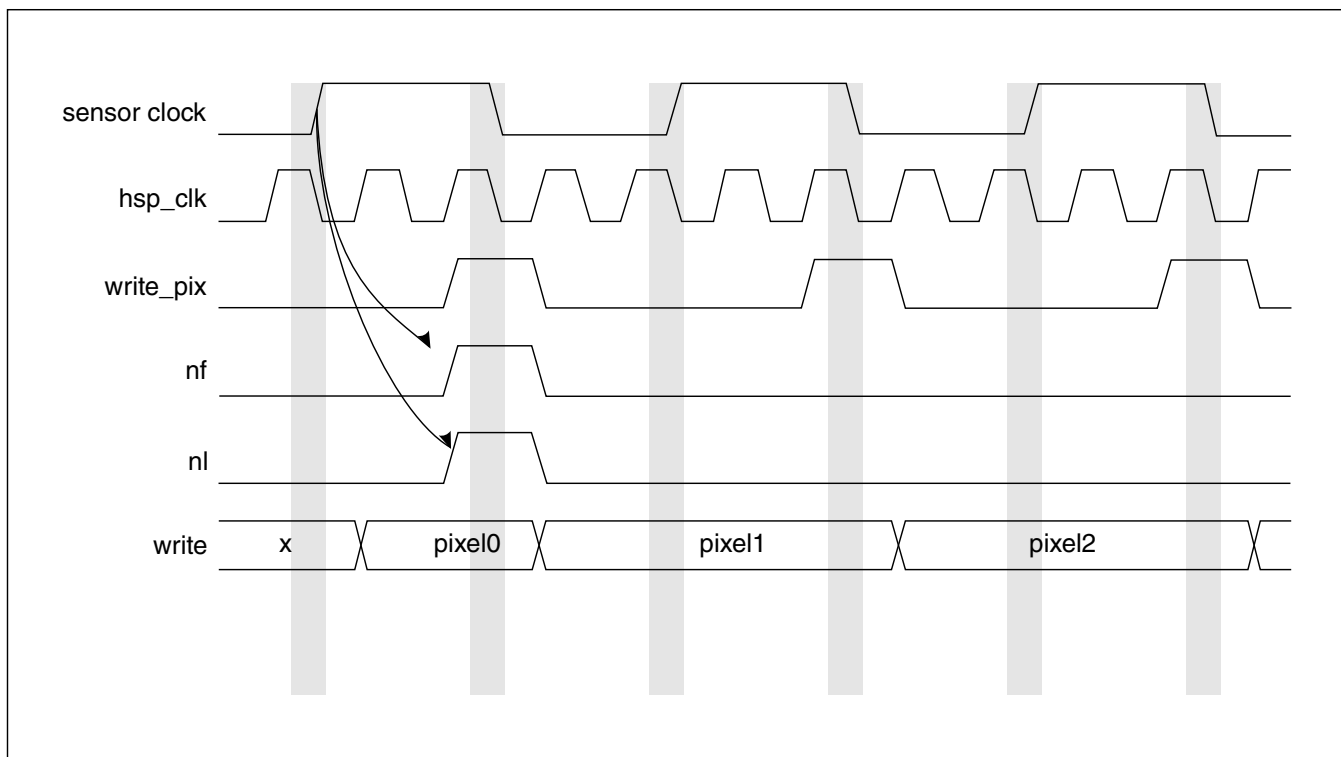 sensor clock
hsp_clk
write_pix
nf
nl
write x pixel0 pixel1 pixel2